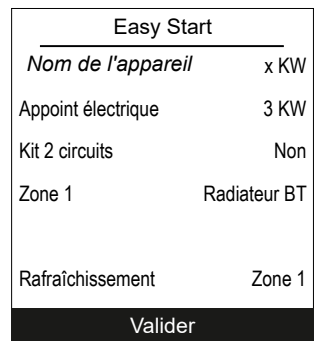 Easy Start
Nom de l'appareil x KW
Appoint électrique 3 KW
Kit 2 circuits Non
Zone 1 Radiateur BT
Rafraîchissement Zone 1
Valider